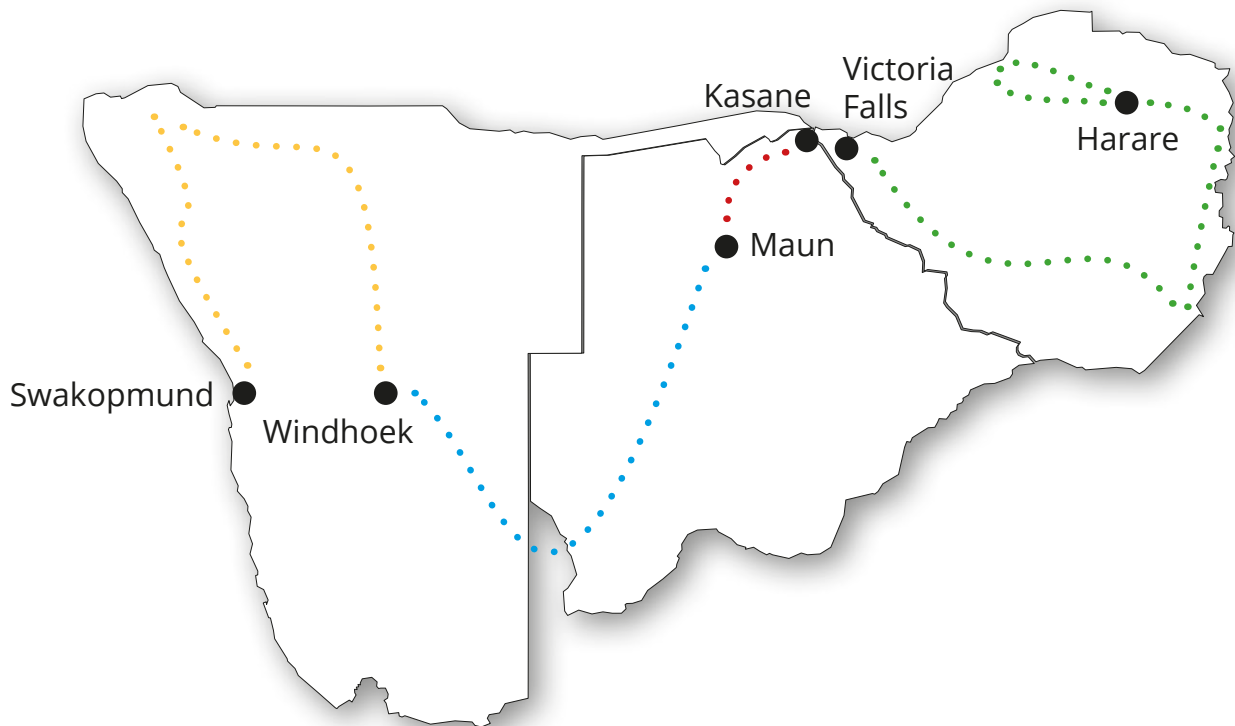 Victoria
Falls
Kasane
Harare
Maun
Swakopmund
Windhoek